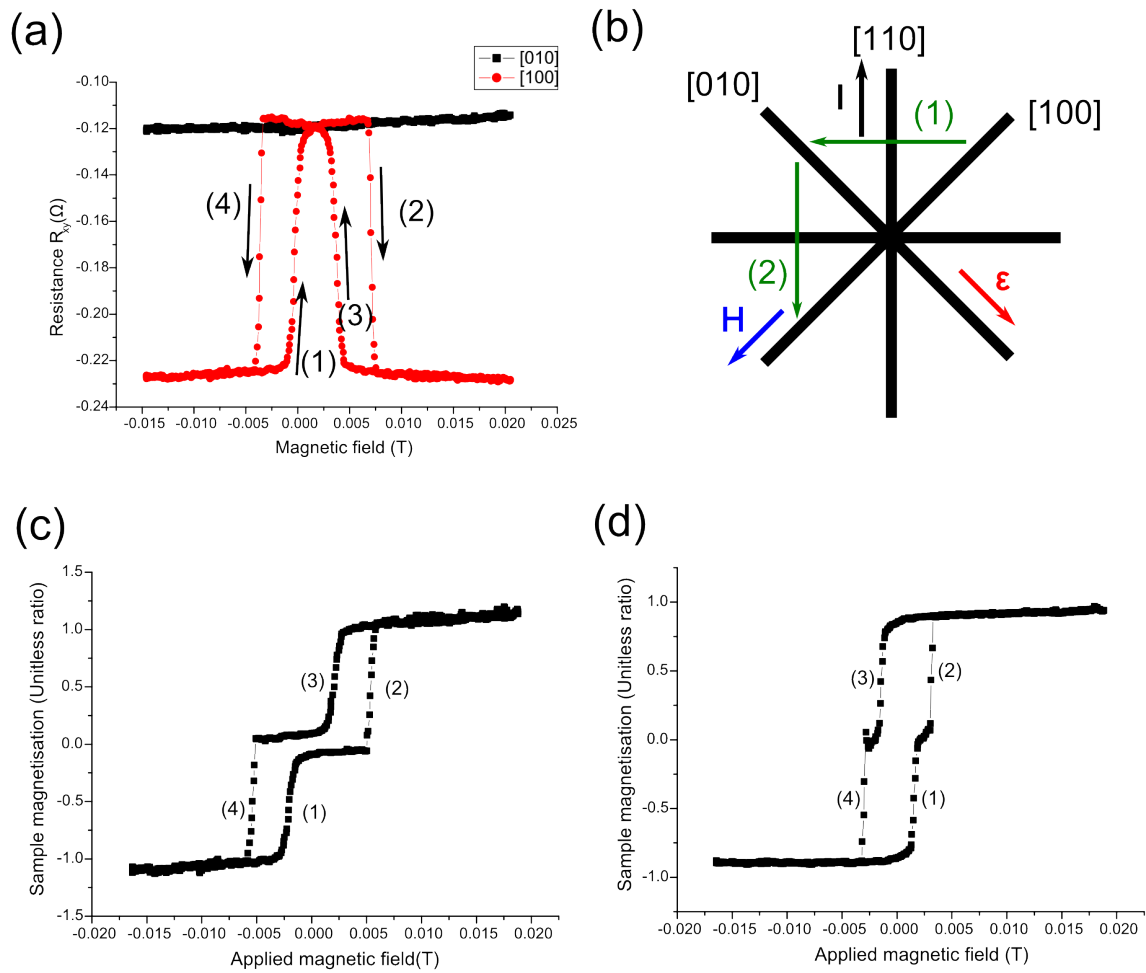 (a)
[010]
[100]
-0.10
-0.12
-0.14
-0.16
-0.18
-0.20
-0.22
-0.24
Resistance Rxy(Ω)
(4)
(2)
(3)
(1)
-0.015 -0.010 -0.005 0.000 0.005 0.010 0.015 0.020 0.025
Magnetic field (T)
(b)
[110]
[010]
I
(1)
[100]
(2)
ε
H
(c)
1.5
1.0
0.5
0.0
-0.5
-1.0
-1.5
Sample magnetisation (Unitless ratio)
(3)
(2)
(4)
(1)
-0.020 -0.015 -0.010 -0.005 0.000 0.005 0.010 0.015 0.020
Applied magnetic field(T)
(d)
1.0
0.5
0.0
-0.5
-1.0
Sample magnetisation (Unitless ratio)
(3)
(2)
(4)
(1)
-0.020 -0.015 -0.010 -0.005 0.000 0.005 0.010 0.015 0.020
Applied magnetic field (T)